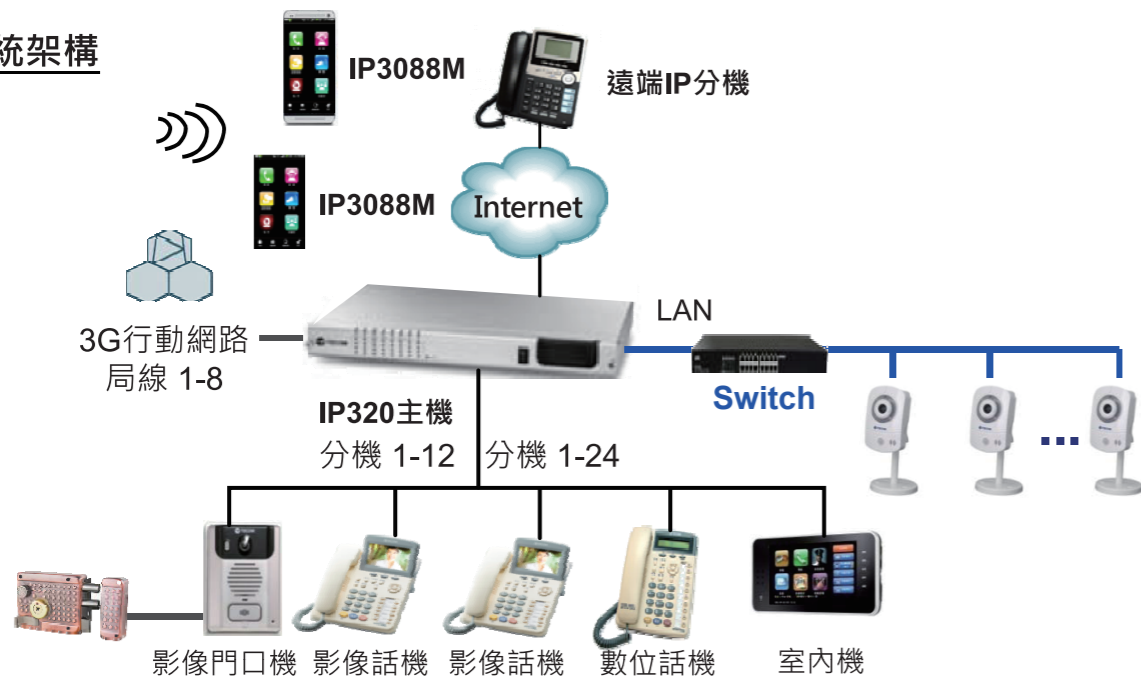 統架構
IP3088M
遠端IP分機
IP3088M
Internet
3G行動網路
局線 1-8
LAN
Switch
IP320主機
分機 1-12
分機 1-24
...
影像門口機
影像話機
影像話機
數位話機
室內機